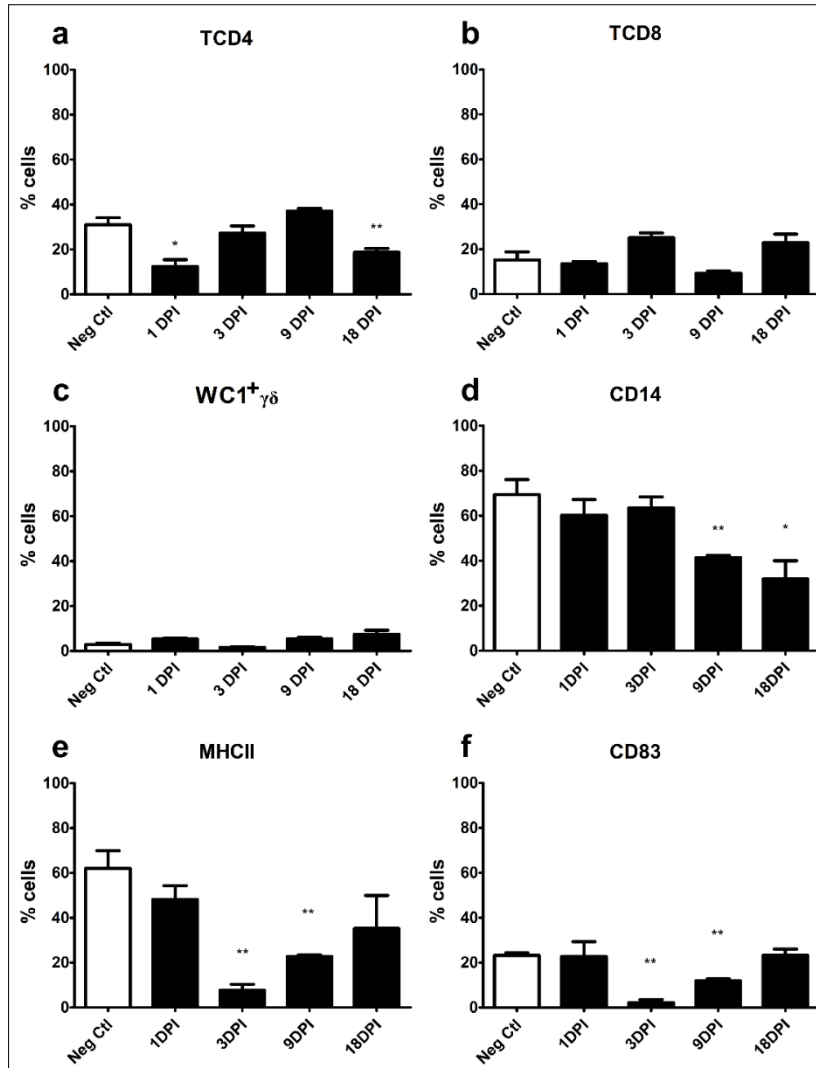 a
TCD4
% cells
100
80
60
40
20
0
*
**
Neg Ctl
1 DPI
3 DPI
9 DPI
18 DPI
b
TCD8
% cells
100
80
60
40
20
0
Neg Ctl
1 DPI
3 DPI
9 DPI
18 DPI
c
WC1+γδ
% cells
100
80
60
40
20
0
Neg Ctl
1 DPI
3 DPI
9 DPI
18 DPI
d
CD14
% cells
100
80
60
40
20
0
**
*
Neg Ctl
1DPI
3DPI
9DPI
18DPI
e
MHCII
% cells
100
80
60
40
20
0
**
**
Neg Ctl
1DPI
3DPI
9DPI
18DPI
f
CD83
% cells
100
80
60
40
20
0
**
**
Neg Ctl
1DPI
3DPI
9DPI
18DPI